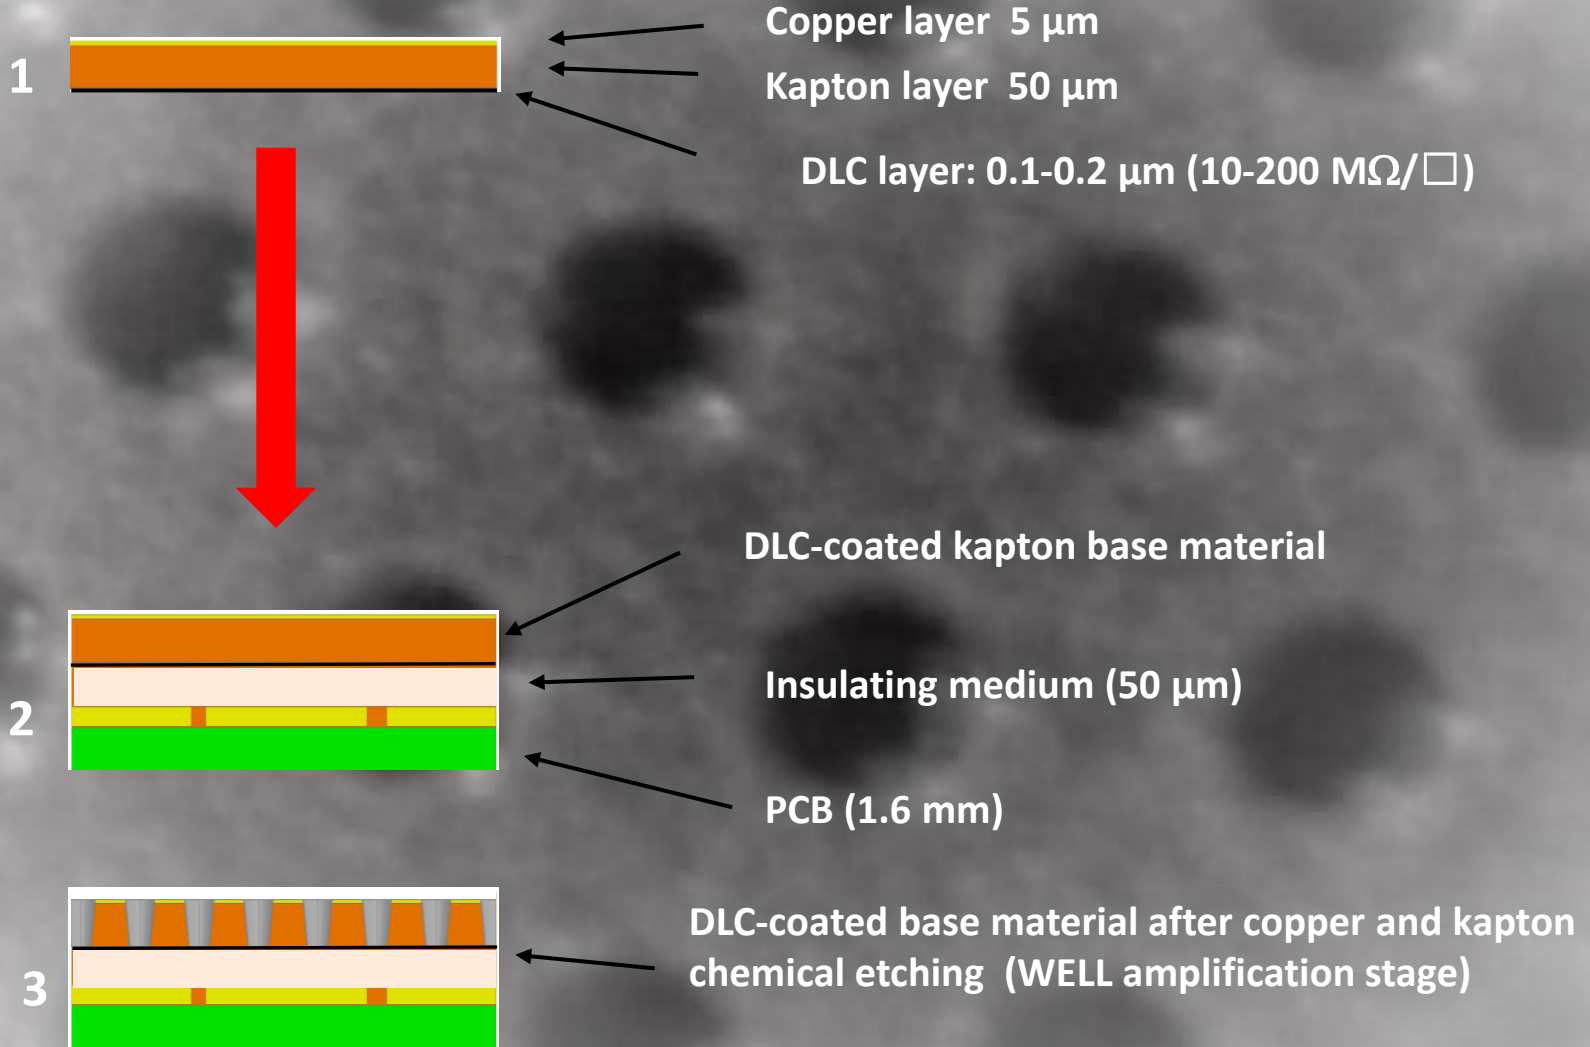 Copper layer 5 µm
1
Kapton layer 50 µm
DLC layer: 0.1-0.2 µm (10-200 MΩ/□)
DLC-coated kapton base material
Insulating medium (50 µm)
2
PCB (1.6 mm)
DLC-coated base material after copper and kapton
chemical etching (WELL amplification stage)
3